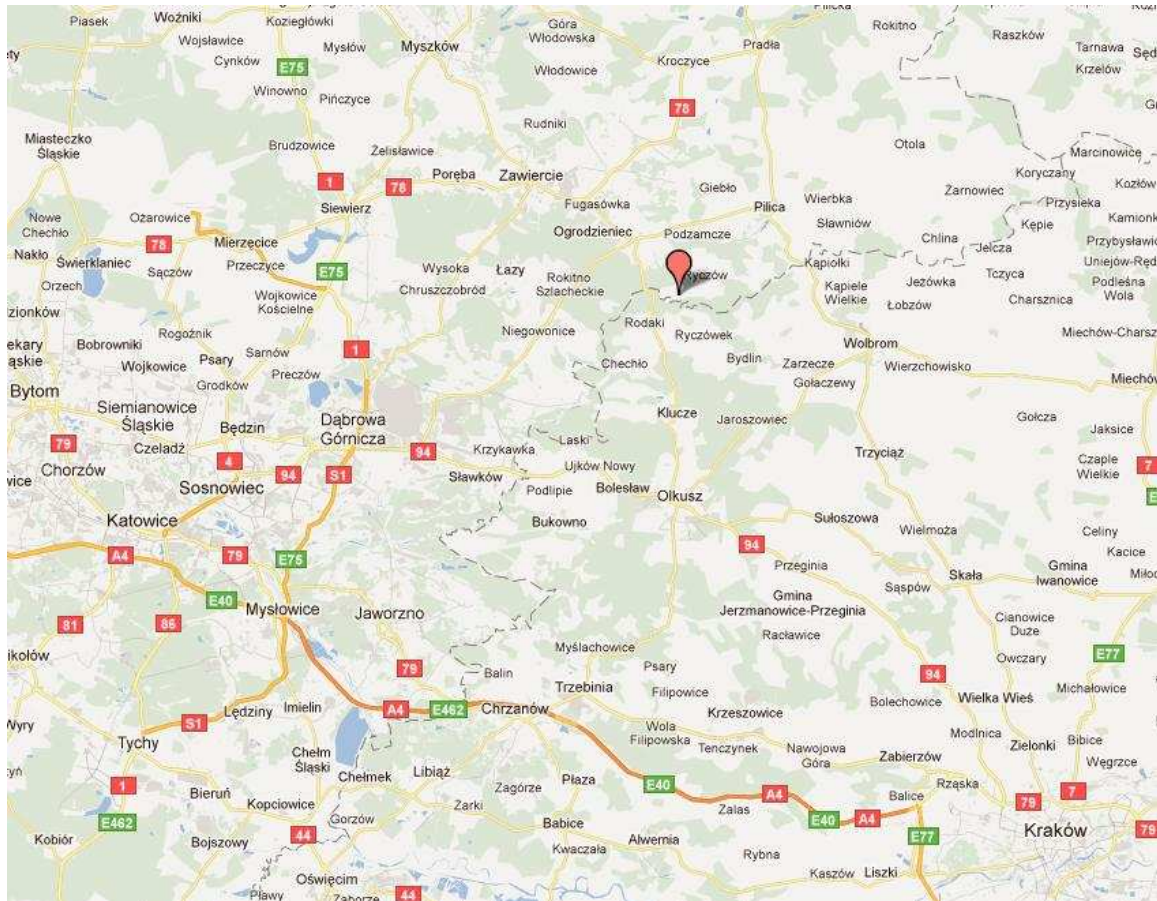 Piasek
Woźniki
Koziegłówki
Wojsławice
Mysłów
Cynków
Myszków
Góra
Włodowska
Włodowice
Kroczyce
Pradła
Pilicka
Rokitno
Raszków
Tarnawa
Krzelów
E75
Winowno
Pińczyce
78
Rudniki
Otola
Miasteczko
Śląskie
Brudzowice
Żelisławice
Marcinowice
Koryczany
1
78
Poręba
Zawiercie
Giebło
Wierbka
Żarnowiec
Kozłów
Przysieka
Nowe
Chechło
Ożarowice
Siewierz
Fugasówka
Pilica
Sławniów
Kępie
Kamionka
Nakło
78
Mierzęcice
Ogrodzieniec
Podzamcze
Chlina
Jelcza
Świerklaniec
Sączów
Przeczyce
E75
Wysoka
Łazy
Rokitno
Szlacheckie
Ryczów
Kąpiołki
Tczyca
Uniejów-Rędziny
Orzech
Chruszczobród
Kąpiele
Wielkie
Jeżówka
Łobzów
Charsznica
Podleśna
Wola
Wojkowice
Kościelne
Rogoźnik
Niegowonice
Rodaki
Ryczówek
Bobrowniki
1
Wolbrom
Wojkowice
Psary
Sarnów
Chechło
Bydlin
Zarzecze
Wierzchowisko
Grodków
Preczów
Gołaczewy
Bytom
Siemianowice
Śląskie
Będzin
Dąbrowa
Górnicza
Klucze
Jaroszowiec
Gołcza
79
Czeladź
94
Krzykawka
Laski
Jaksice
Chorzów
4
94
S1
Sławków
Ujków Nowy
Trzyciąż
Czaple
Wielkie
7
Sosnowiec
Podlipie
Bolesław
Olkusz
Katowice
Bukowno
Sułoszowa
Wielmoża
Celiny
A4
79
E75
94
Kacice
E40
Przeginia
Sąspów
Skała
Gmina
Iwanowice
Mysłowice
Jaworzno
Gmina
Jerzmanowice-Przeginia
81
86
Racławice
Cianowice
Duże
Myślachowice
Owczary
E77
79
Balin
Psary
94
Trzebinia
Filipowice
Bolechowice
Wielka Wieś
Michałowice
Wyry
S1
Lędziny
Imielin
A4
E462
Chrzanów
Krzeszowice
Tychy
Wola
Filipowska
Tenczynek
Nawojowa
Góra
Modlnica
Zielonki
Bibice
Chełm
Śląski
Zabierzów
Węgrzce
1
Chełmek
Libiąż
Zagórze
Płaza
E40
Rząska
Bieruń
Kopciowice
Żarki
A4
Balice
79
7
E462
Gorzów
Zalas
E40
A4
Kobiór
Bojszowy
44
Babice
Alwernia
E77
Kraków
79
Kwaczała
Rybna
Oświęcim
Kaszów
Liszki
Pławy
44
Zaborze